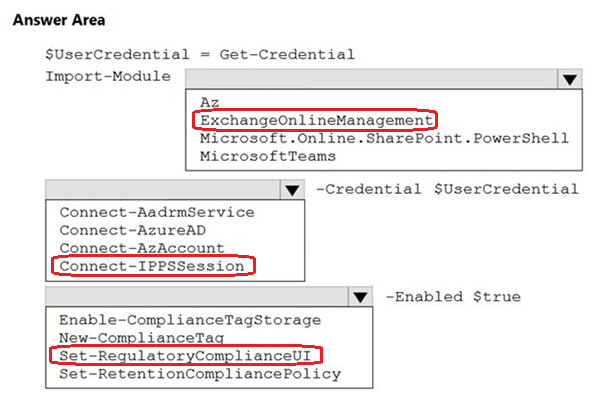 Answer Area
$UserCredential = Get-Credential
Import-Module
Az
ExchangeOnlineManagement
Microsoft.Online.SharePoint.PowerShell
MicrosoftTeams
-Credential $UserCredential
Connect-AadrmService
Connect-AzureAD
Connect-AzAccount
Connect-IPPSSession
-Enabled $true
Enable-ComplianceTagStorage
New-ComplianceTag
Set-RegulatoryComplianceUI
Set-RetentionCompliancePolicy